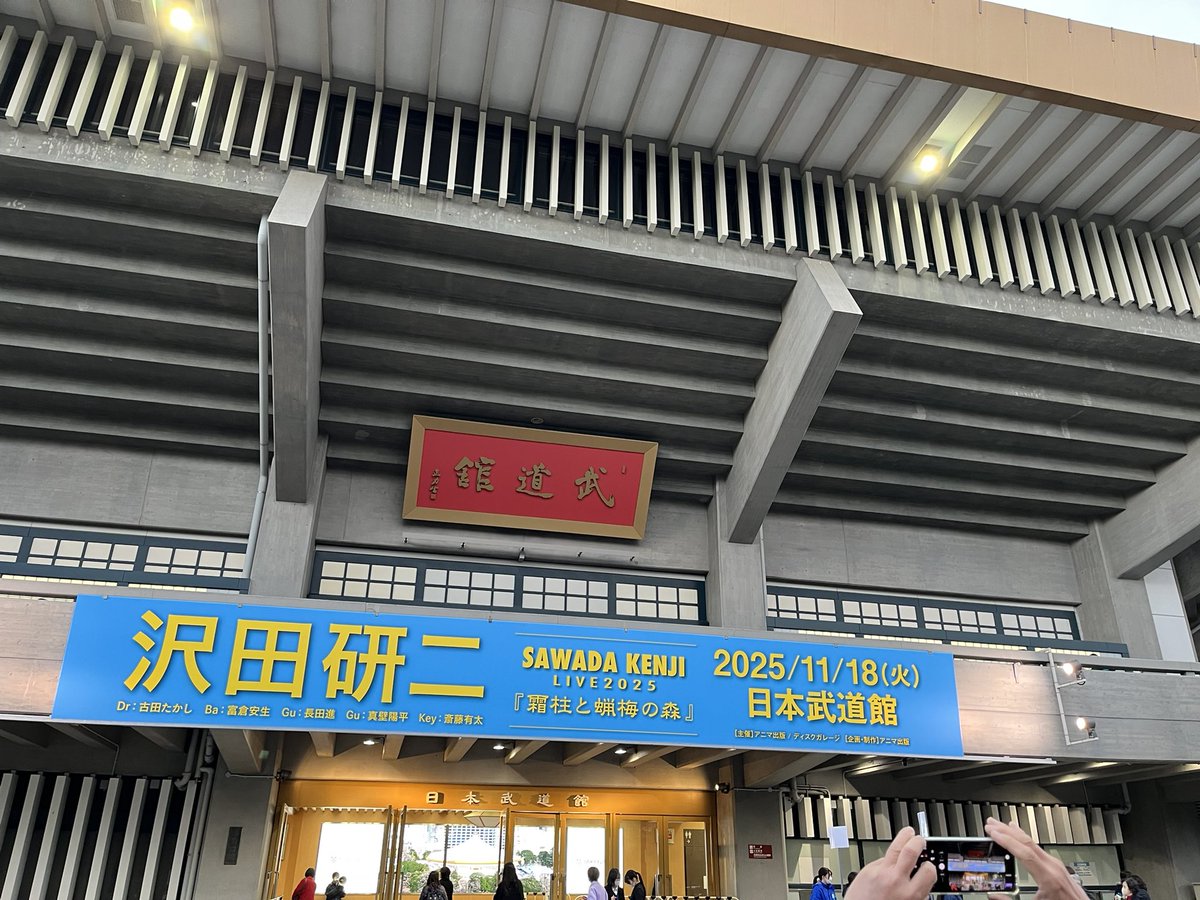 武道館
沢田研二
Dr:古田たかし Ba:富倉安生 Gu:長田進 Gu:真壁陽平 Key:斎藤有太
SAWADA KENJI
LIVE2025
『霜柱と蝋梅の森』
2025/11/18(火)
日本武道館
[主催]アニマ出版 / ディスクガレージ [企画・制作]アニマ出版
日本武道館